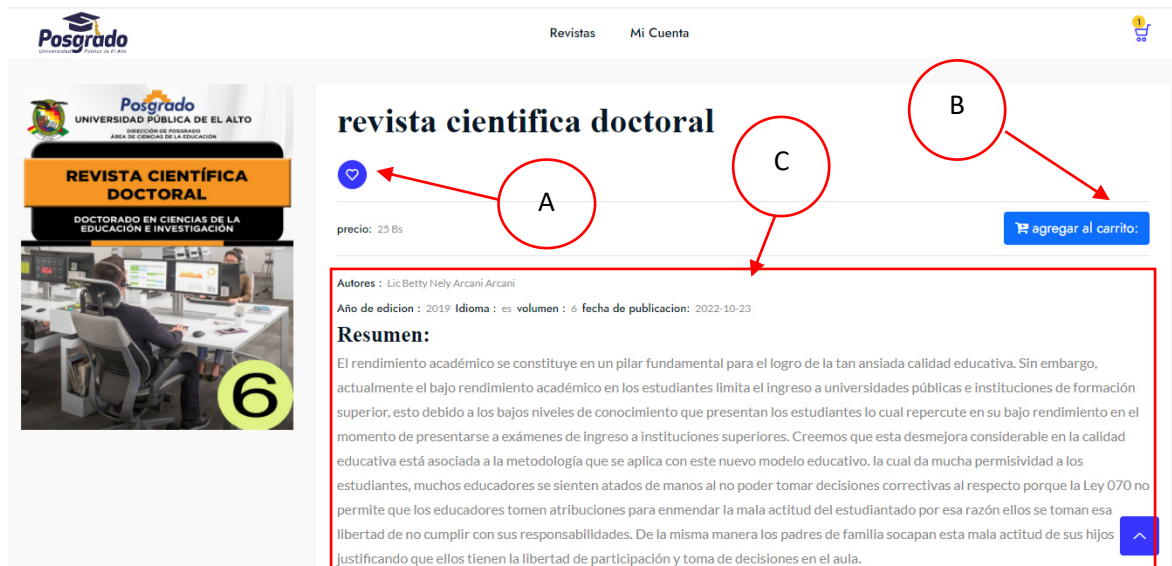 Posgrado
Universidad Pública de El Alto
Revistas Mi Cuenta
1
Posgrado
UNIVERSIDAD PÚBLICA DE EL ALTO
DIRECCIÓN DE POSGRADO
ÁREA DE CIENCIAS DE LA EDUCACIÓN
REVISTA CIENTÍFICA
DOCTORAL
DOCTORADO EN CIENCIAS DE LA
EDUCACIÓN E INVESTIGACIÓN
6
revista cientifica doctoral
A
B
C
precio: 25 Bs
agregar al carrito:
Autores : Lic Betty Nely Arcani Arcani
Año de edicion : 2019 Idioma : es volumen : 6 fecha de publicacion: 2022-10-23
Resumen:
El rendimiento académico se constituye en un pilar fundamental para el logro de la tan ansiada calidad educativa. Sin embargo,
actualmente el bajo rendimiento académico en los estudiantes limita el ingreso a universidades públicas e instituciones de formación
superior, esto debido a los bajos niveles de conocimiento que presentan los estudiantes lo cual repercute en su bajo rendimiento en el
momento de presentarse a exámenes de ingreso a instituciones superiores. Creemos que esta desmejora considerable en la calidad
educativa está asociada a la metodología que se aplica con este nuevo modelo educativo. la cual da mucha permisividad a los
estudiantes, muchos educadores se sienten atados de manos al no poder tomar decisiones correctivas al respecto porque la Ley 070 no
permite que los educadores tomen atribuciones para enmendar la mala actitud del estudiantado por esa razón ellos se toman esa
libertad de no cumplir con sus responsabilidades. De la misma manera los padres de familia socapan esta mala actitud de sus hijos
justificando que ellos tienen la libertad de participación y toma de decisiones en el aula.